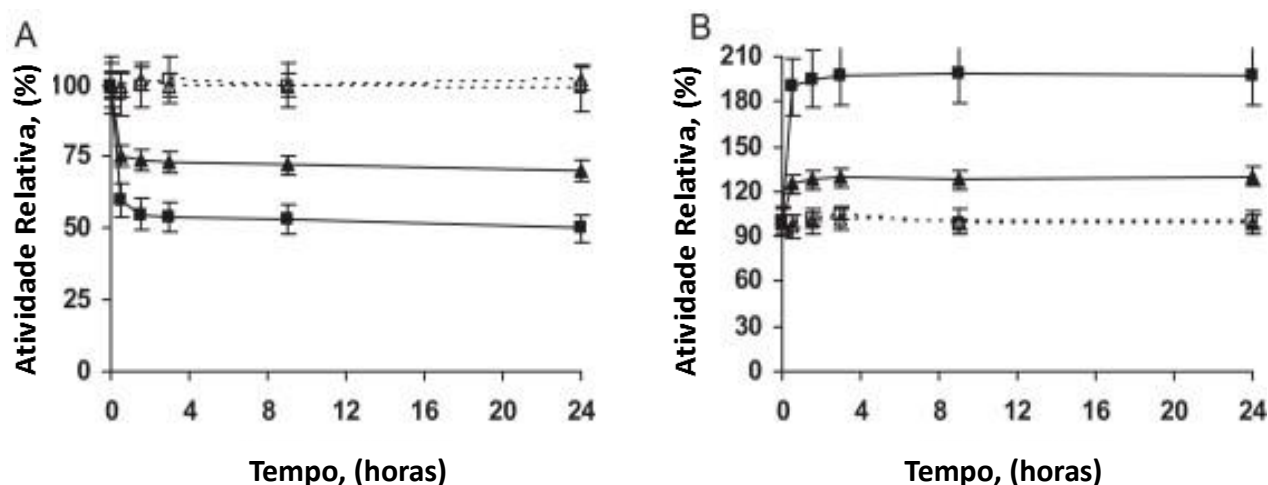 A
Atividade Relativa, (%)
100
75
50
25
0
0 4 8 12 16 20 24
Tempo, (horas)
B
Atividade Relativa, (%)
210
180
150
120
90
60
30
0
0 4 8 12 16 20 24
Tempo, (horas)